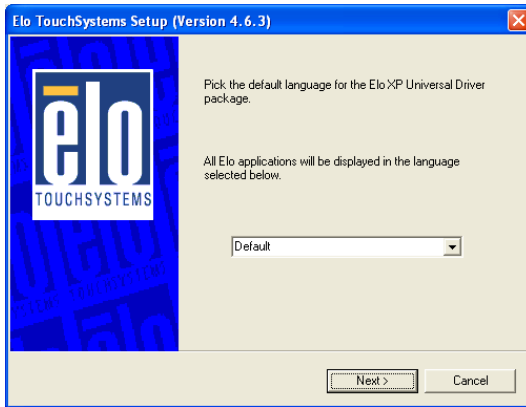 Elo TouchSystems Setup (Version 4.6.3)
elo
TOUCHSYSTEMS
Pick the default language for the Elo XP Universal Driver
package.
All Elo applications will be displayed in the language
selected below.
Default
Next >
Cancel